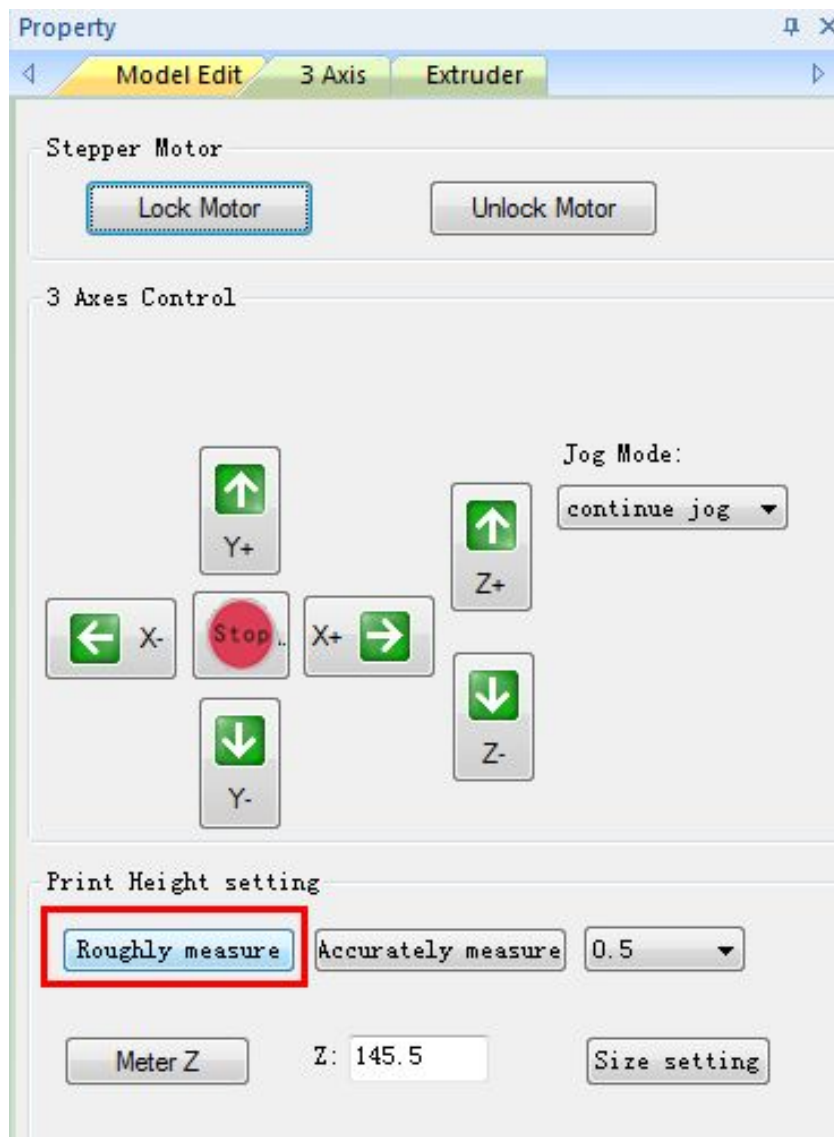 Property
Model Edit 3 Axis Extruder
Stepper Motor
Lock Motor Unlock Motor
3 Axes Control
Jog Mode:
continue jog
Y+
Z+
X- Stop.. X+
Z-
Y-
Print Height setting
Roughly measure Accurately measure 0.5
Meter Z Z: 145.5 Size setting